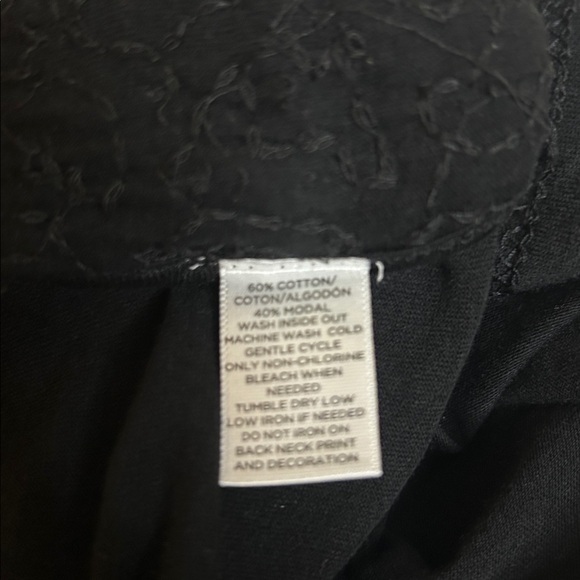 60% COTTON/
COTON/ALGODÓN
40% MODAL
WASH INSIDE OUT
MACHINE WASH COLD
GENTLE CYCLE
ONLY NON-CHLORINE
BLEACH WHEN
NEEDED
TUMBLE DRY LOW
LOW IRON IF NEEDED
DO NOT IRON ON
BACK NECK PRINT
AND DECORATION